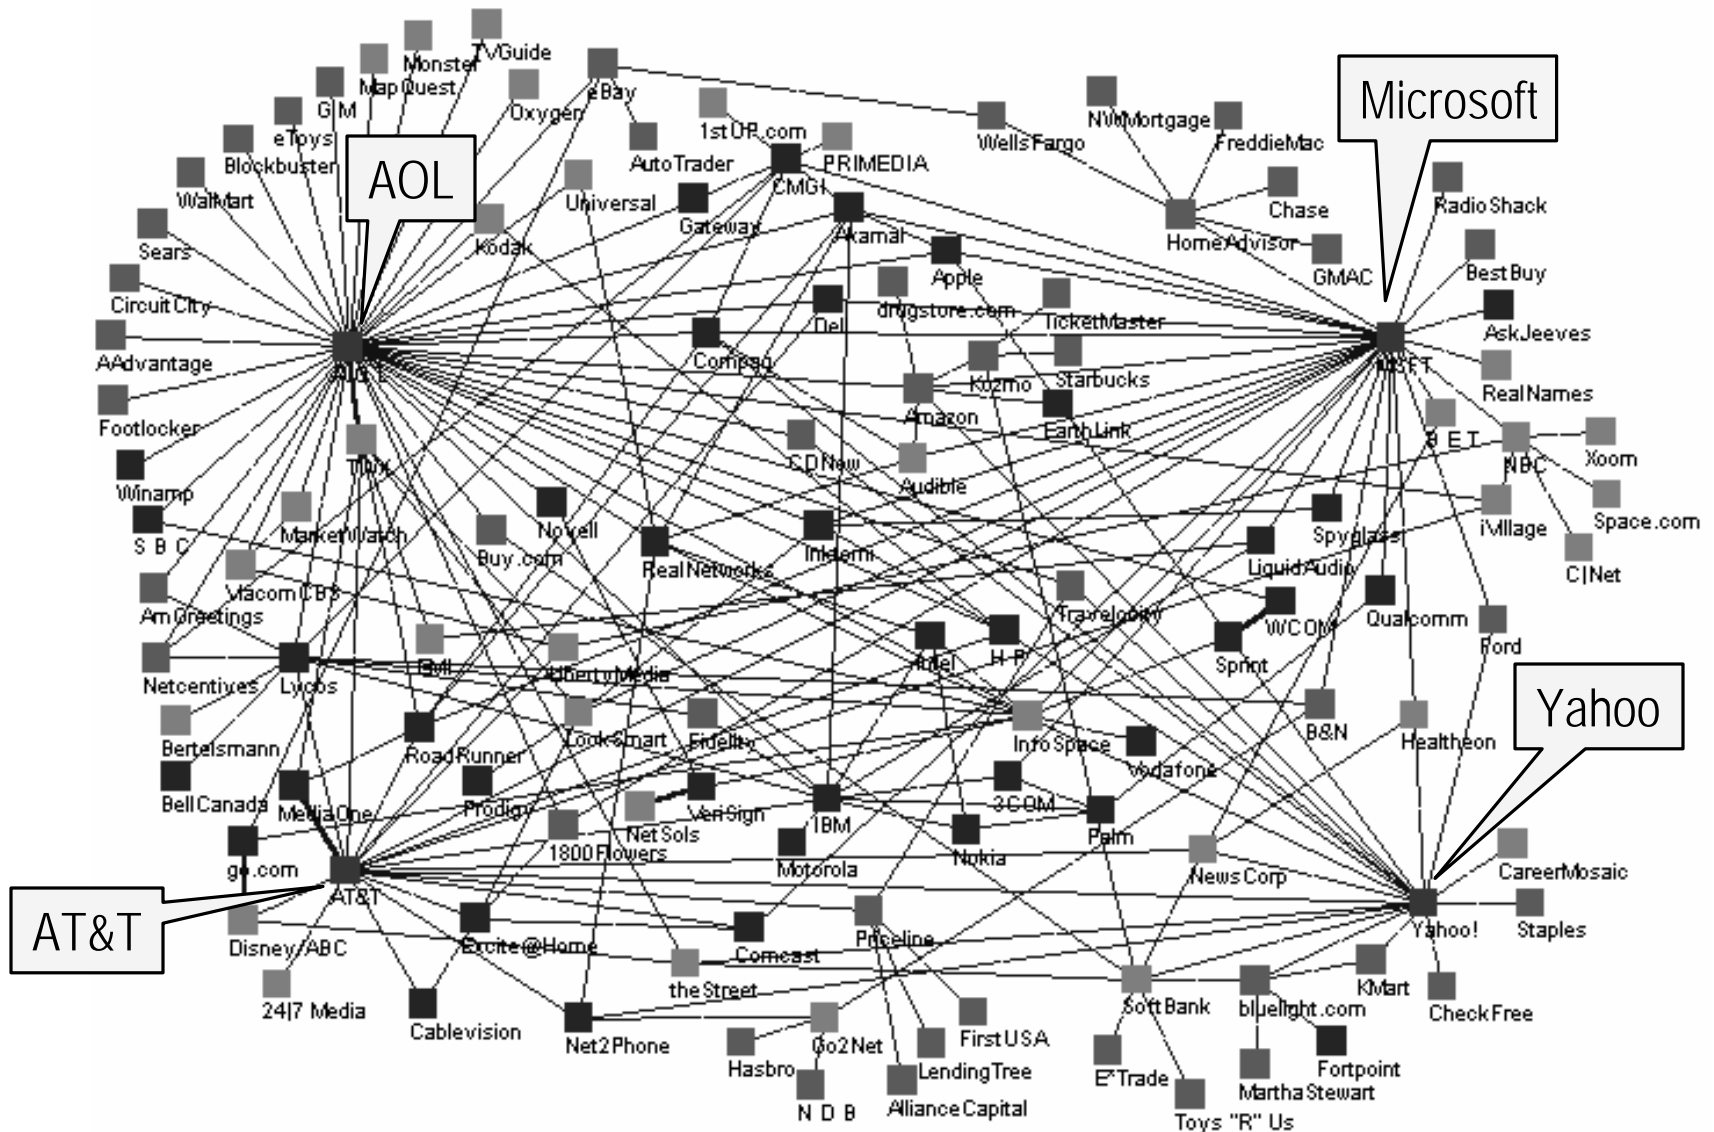 TVGuide
Monster
MapQuest
GM
Oxygen
eBay
eToys
1stUP.com
NWMortgage
Microsoft
Blockbuster
AutoTrader
PRIMEDIA
WellsFargo
FreddieMac
AOL
CMGI
WalMart
Universal
Gateway
Akamai
Chase
RadioShack
Sears
Kodak
HomeAdvisor
GMAC
BestBuy
CircuitCity
Apple
drugstore.com
Dell
TicketMaster
AskJeeves
AAdvantage
Compaq
Kozmo
Starbucks
MSFT
RealNames
Footlocker
Amazon
EarthLink
B E T
NBC
Xoom
CDNow
Audible
Winamp
MarketWatch
Novell
Buy.com
Inktomi
Spyglass
iVillage
Space.com
S B C
RealNetworks
LiquidAudio
C|Net
ViacomCBS
AmGreetings
Travelocity
WCOM
Qualcomm
Ford
Netcentives
Lycos
EMI
LibertyMedia
Intel
H P
Sprint
Yahoo
Bertelsmann
RoadRunner
Looksmart
Fidelity
InfoSpace
Vodafone
B&N
Healtheon
BellCanada
MediaOne
Prodigy
NetSols
VeriSign
IBM
3COM
Palm
1800Flowers
Motorola
Nokia
go.com
AT&T
NewsCorp
CareerMosaic
AT&T
Disney/ABC
Excite@Home
Comcast
Priceline
Yahoo!
Staples
24|7 Media
theStreet
SoftBank
bluelight.com
KMart
CheckFree
Cablevision
Net2Phone
Hasbro
Go2Net
FirstUSA
LendingTree
E*Trade
Fortpoint
MarthaStewart
N D B
AllianceCapital
Toys "R" Us